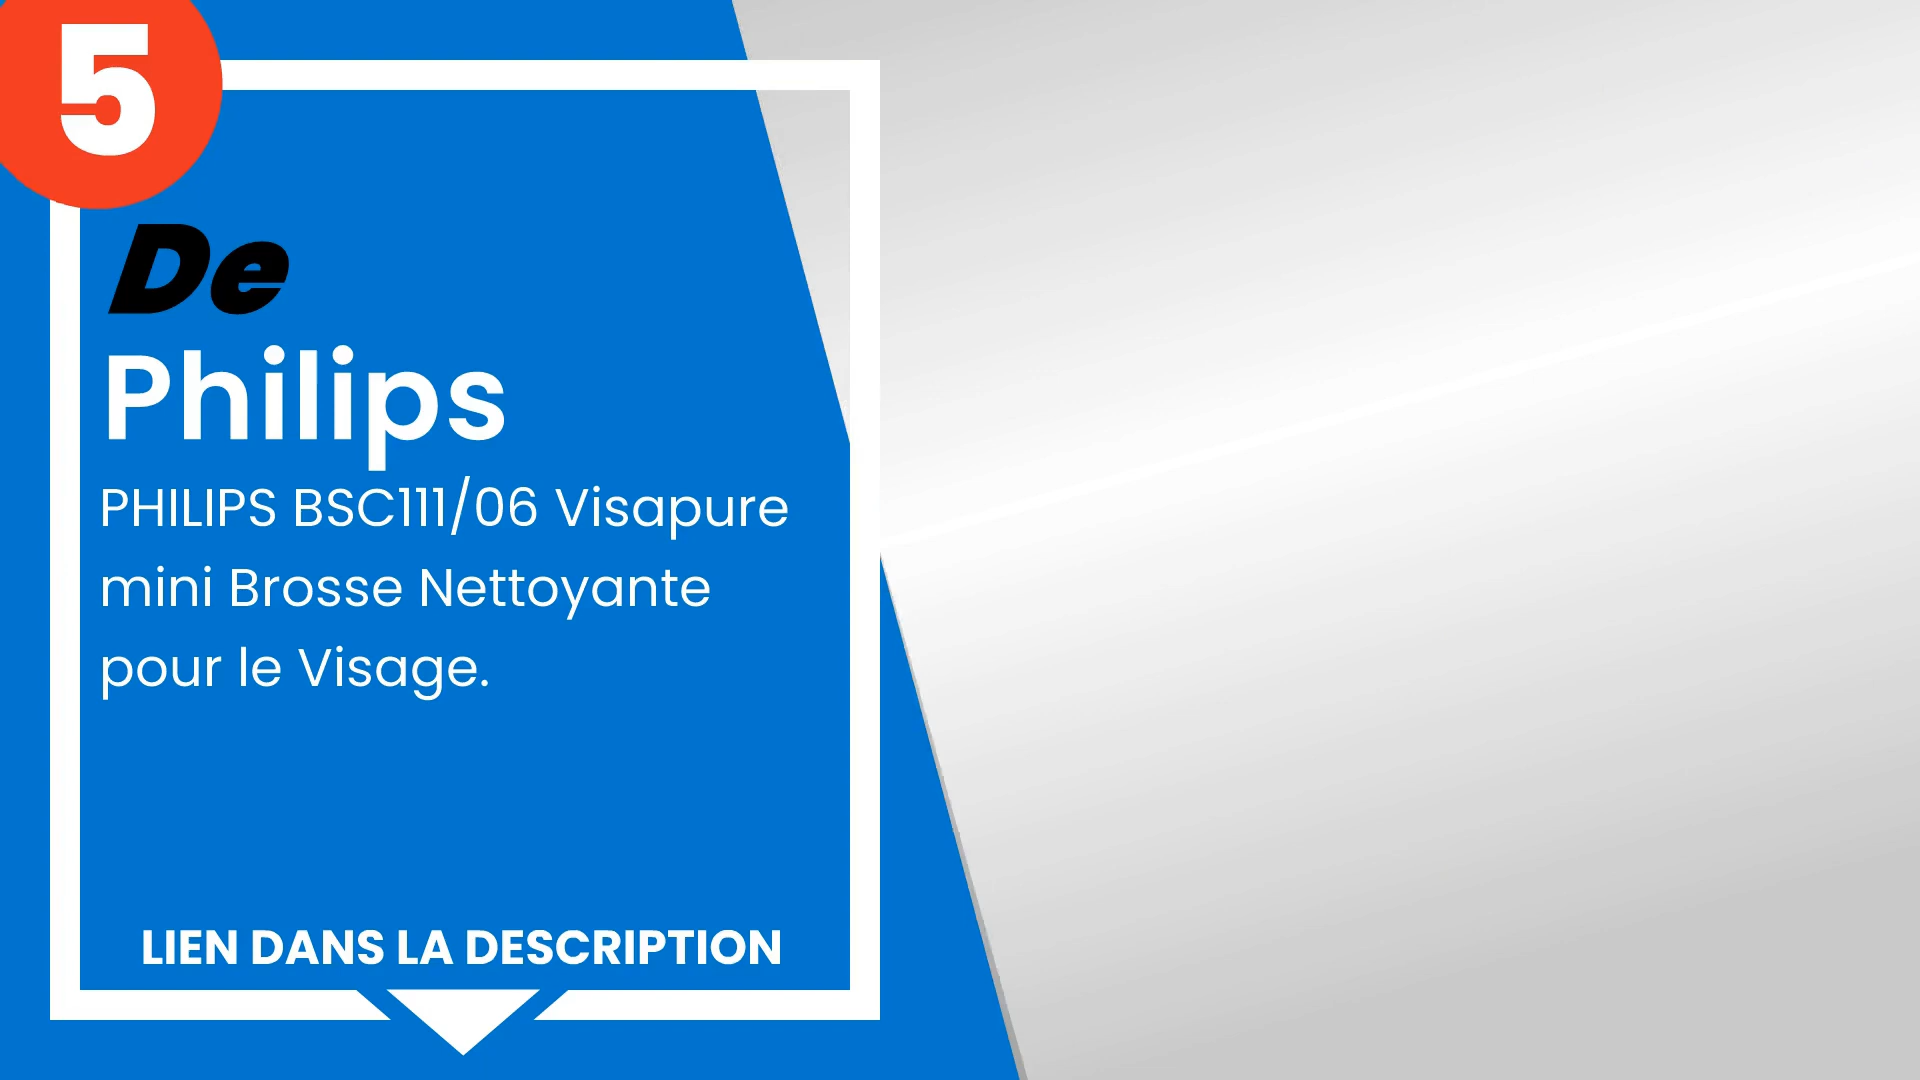 5
De
Philips
PHILIPS BSC111/06 Visapure
mini Brosse Nettoyante
pour le Visage.
LIEN DANS LA DESCRIPTION